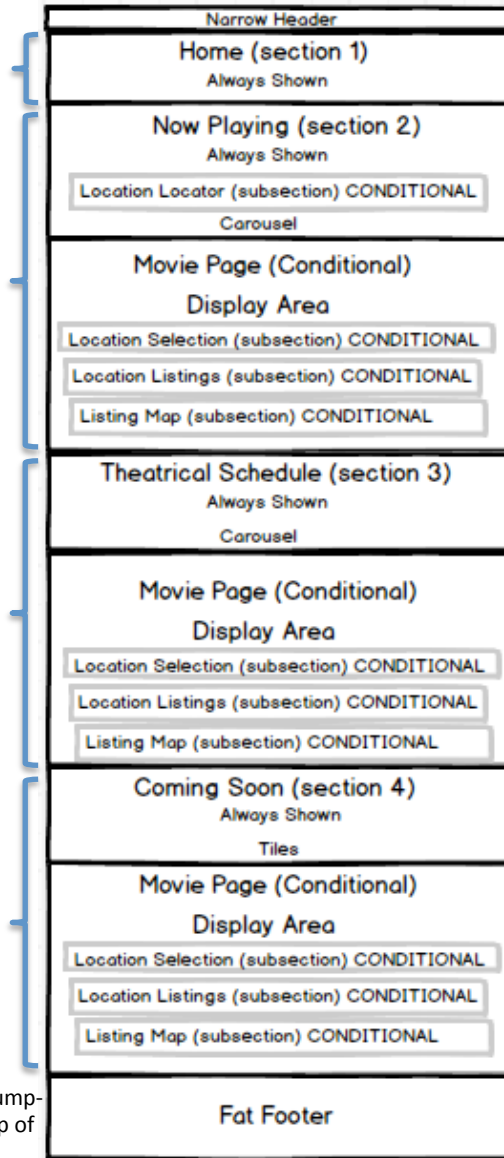 Narrow Header
Home (section 1)
Always Shown
Now Playing (section 2)
Always Shown
Location Locator (subsection) CONDITIONAL
Carousel
Movie Page (Conditional)
Display Area
Location Selection (subsection) CONDITIONAL
Location Listings (subsection) CONDITIONAL
Listing Map (subsection) CONDITIONAL
Theatrical Schedule (section 3)
Always Shown
Carousel
Movie Page (Conditional)
Display Area
Location Selection (subsection) CONDITIONAL
Location Listings (subsection) CONDITIONAL
Listing Map (subsection) CONDITIONAL
Coming Soon (section 4)
Always Shown
Tiles
Movie Page (Conditional)
Display Area
Location Selection (subsection) CONDITIONAL
Location Listings (subsection) CONDITIONAL
Listing Map (subsection) CONDITIONAL
ump-
p of
Fat Footer